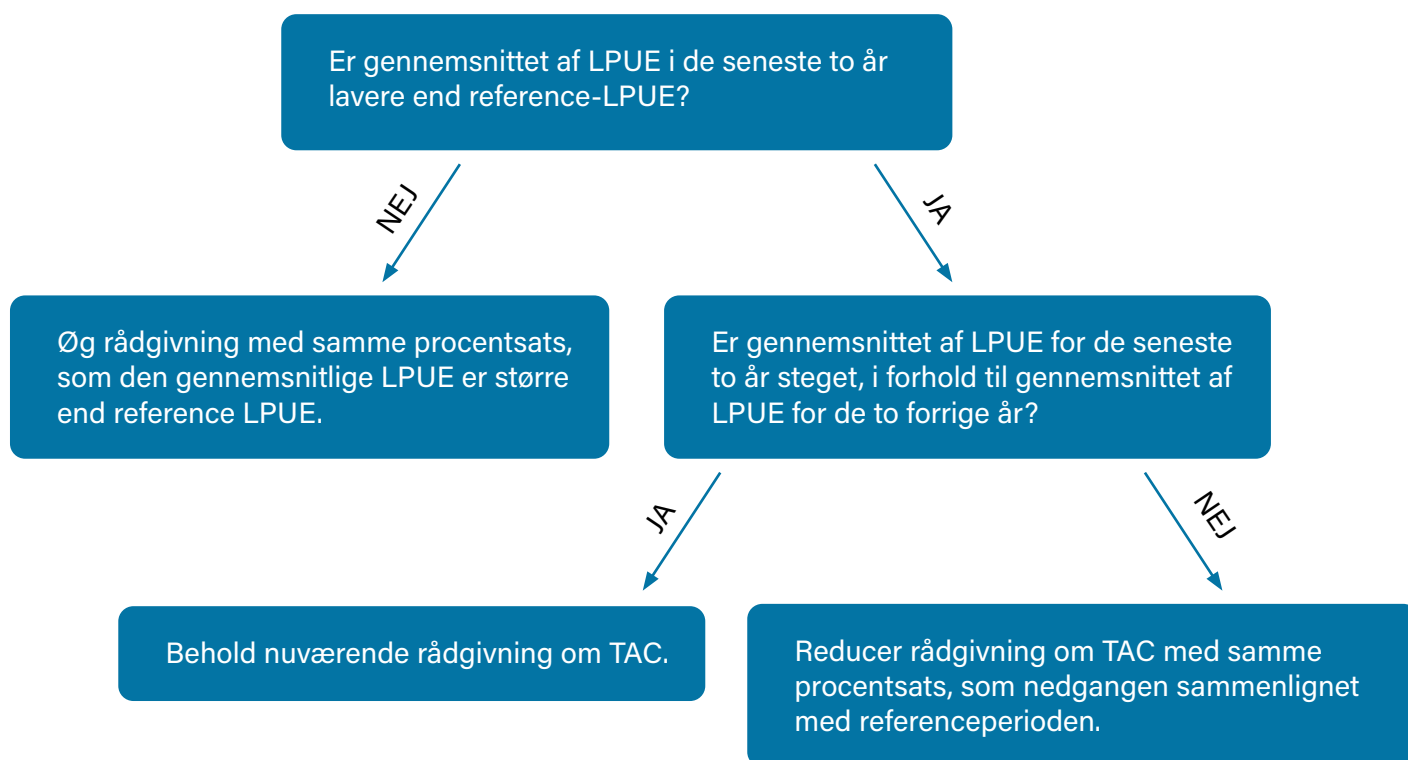 Er gennemsnittet af LPUE i de seneste to år
lavere end reference-LPUE?
NEJ
JA
Øg rådgivning med samme procentsats,
som den gennemsnitlige LPUE er større
end reference LPUE.
Er gennemsnittet af LPUE for de seneste
to år steget, i forhold til gennemsnittet af
LPUE for de to forrige år?
JA
NEJ
Behold nuværende rådgivning om TAC.
Reducer rådgivning om TAC med samme
procentsats, som nedgangen sammenlignet
med referenceperioden.